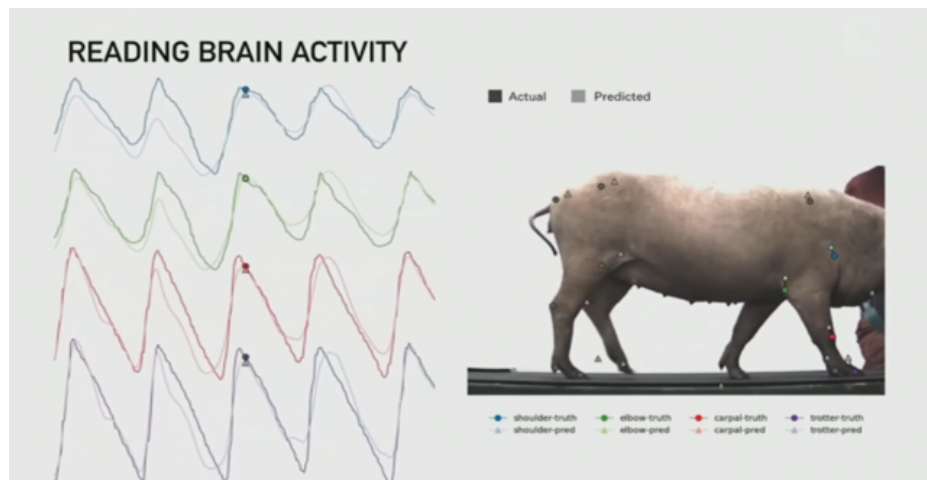 READING BRAIN ACTIVITY
Actual Predicted
shoulder-truth elbow-truth carpal-truth trotter-truth
shoulder-pred elbow-pred carpal-pred trotter-pred